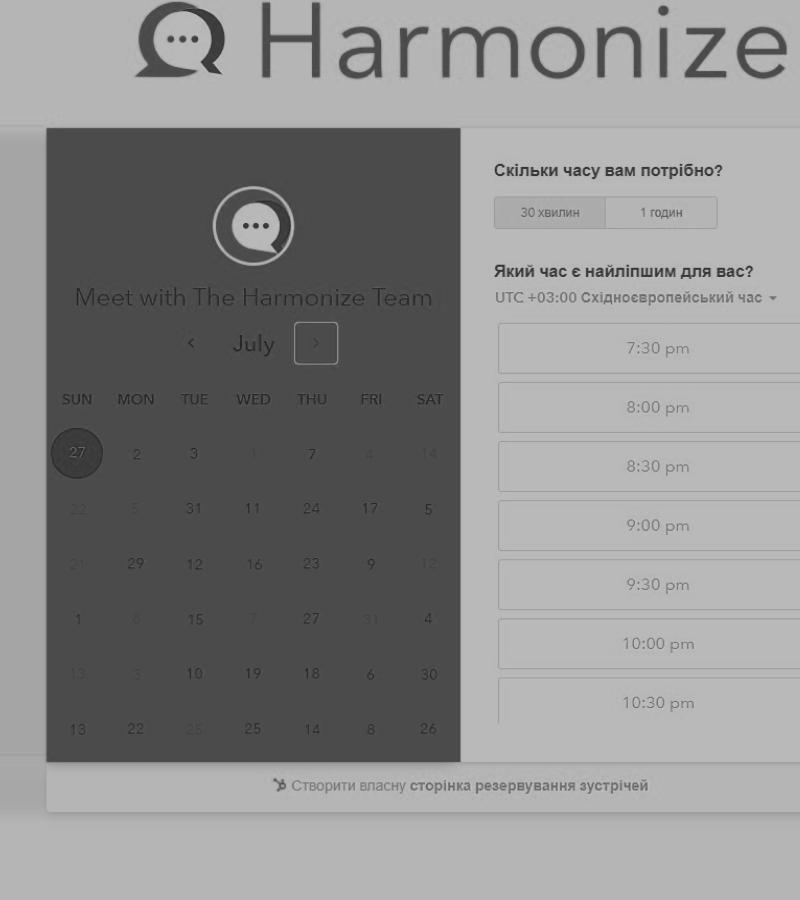 Harmonize
Meet with The Harmonize Team
July
SUN MON TUE WED THU FRI SAT
27 2 3 1 7 4 14
22 5 31 11 24 17 5
21 29 12 16 23 9 12
1 6 15 7 27 31 4
13 3 10 19 18 6 30
13 22 25 25 14 8 26
Скільки часу вам потрібно?
30 хвилин 1 годин
Який час є найліпшим для вас?
UTC +03:00 Східноєвропейський час
7:30 pm
8:00 pm
8:30 pm
9:00 pm
9:30 pm
10:00 pm
10:30 pm
Створити власну сторінка резервування зустрічей